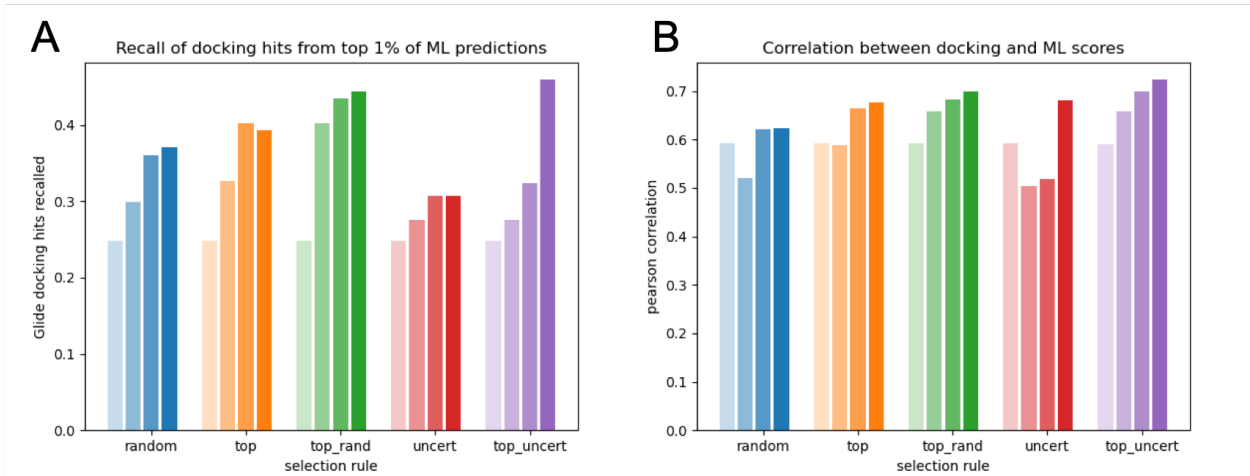 A
Recall of docking hits from top 1% of ML predictions
Glide docking hits recalled
0.4
0.3
0.2
0.1
0.0
random top top_rand uncert top_uncert
selection rule
B
Correlation between docking and ML scores
pearson correlation
0.7
0.6
0.5
0.4
0.3
0.2
0.1
0.0
random top top_rand uncert top_uncert
selection rule